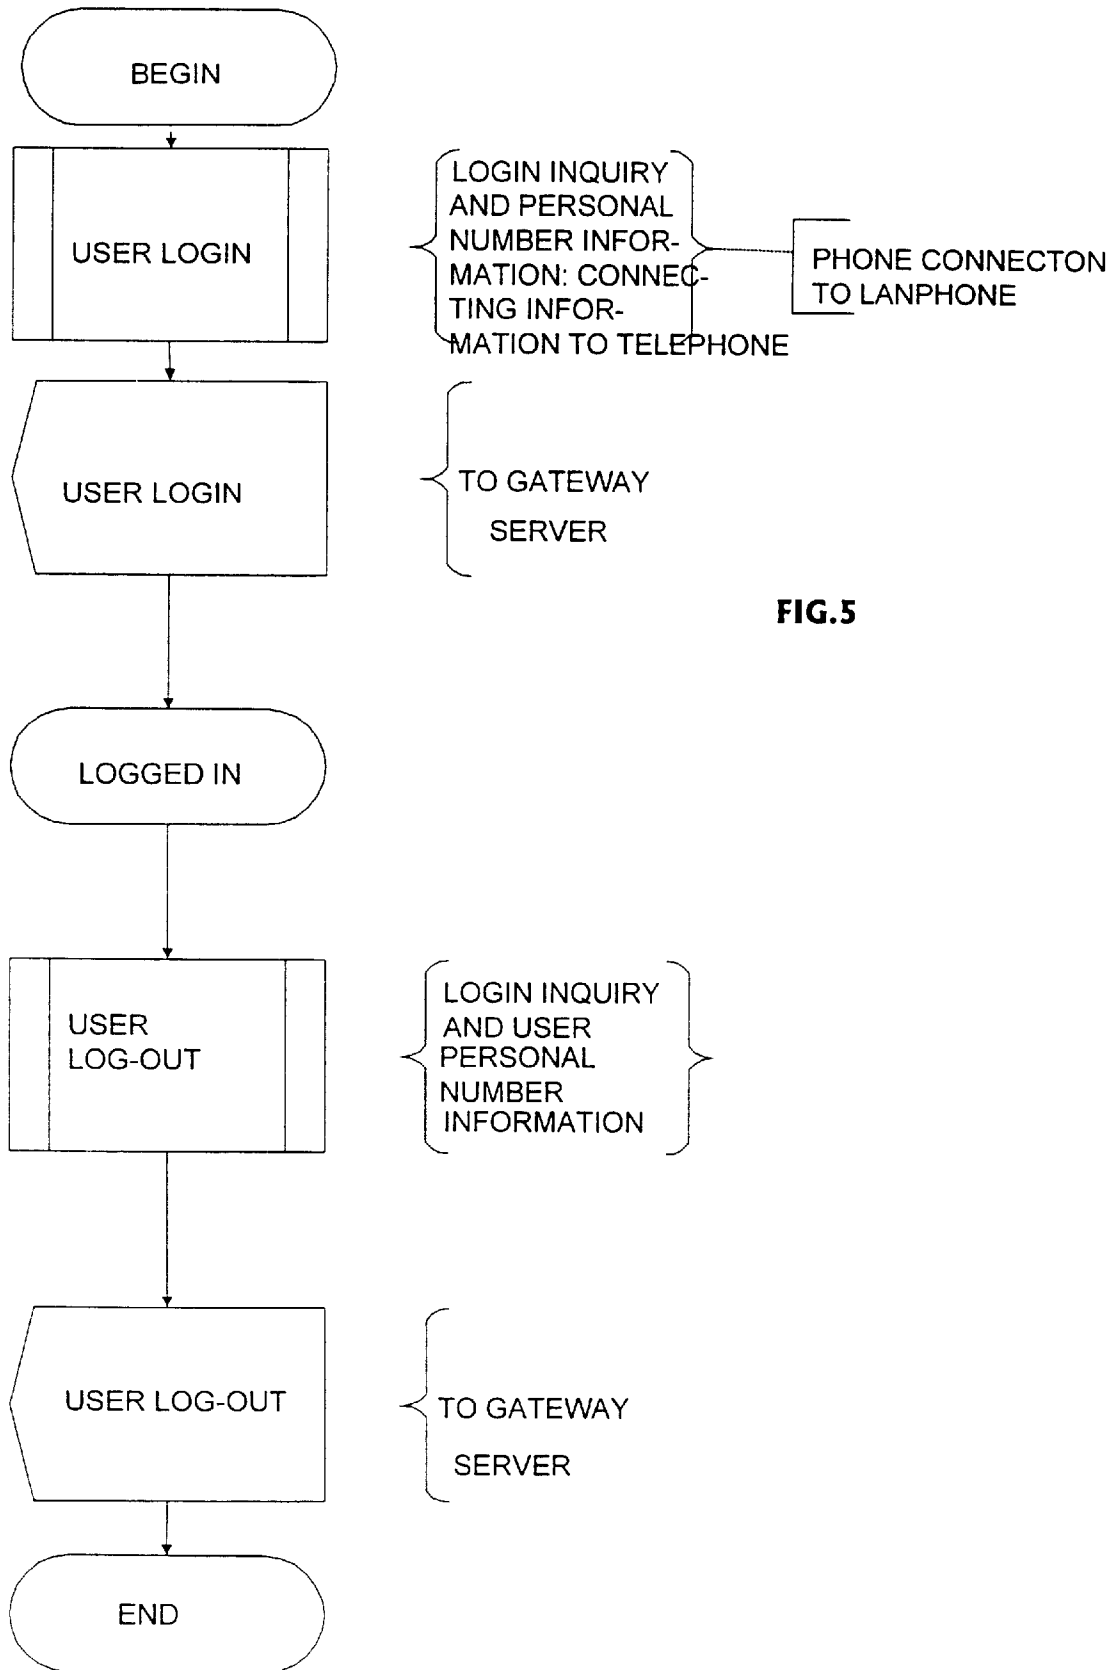 BEGIN
USER LOGIN
LOGIN INQUIRY
AND PERSONAL
NUMBER INFOR-
MATION: CONNEC-
TING INFOR-
MATION TO TELEPHONE
PHONE CONNECTON
TO LANPHONE
USER LOGIN
TO GATEWAY
SERVER
FIG.5
LOGGED IN
USER
LOG-OUT
LOGIN INQUIRY
AND USER
PERSONAL
NUMBER
INFORMATION
USER LOG-OUT
TO GATEWAY
SERVER
END